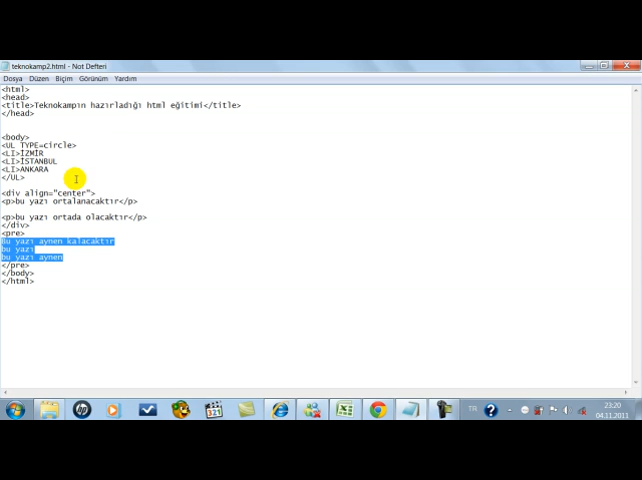 teknokamp2.html - Not Defteri
Dosya Düzen Biçim Görünüm Yardım
<html>
<head>
<title>Teknokampın hazırladığı html eğitimi</title>
</head>
<body>
<UL TYPE=circle>
<LI>İZMİR
<LI>İSTANBUL
<LI>ANKARA
</UL>
<div align="center">
<p>bu yazı ortalanacaktır</p>
<p>bu yazı ortada olacaktır</p>
</div>
<pre>
Bu yazı aynen kalacaktır
bu yazı
bu yazı aynen
</pre>
</body>
</html>
321
TR
23:20
04.11.2011